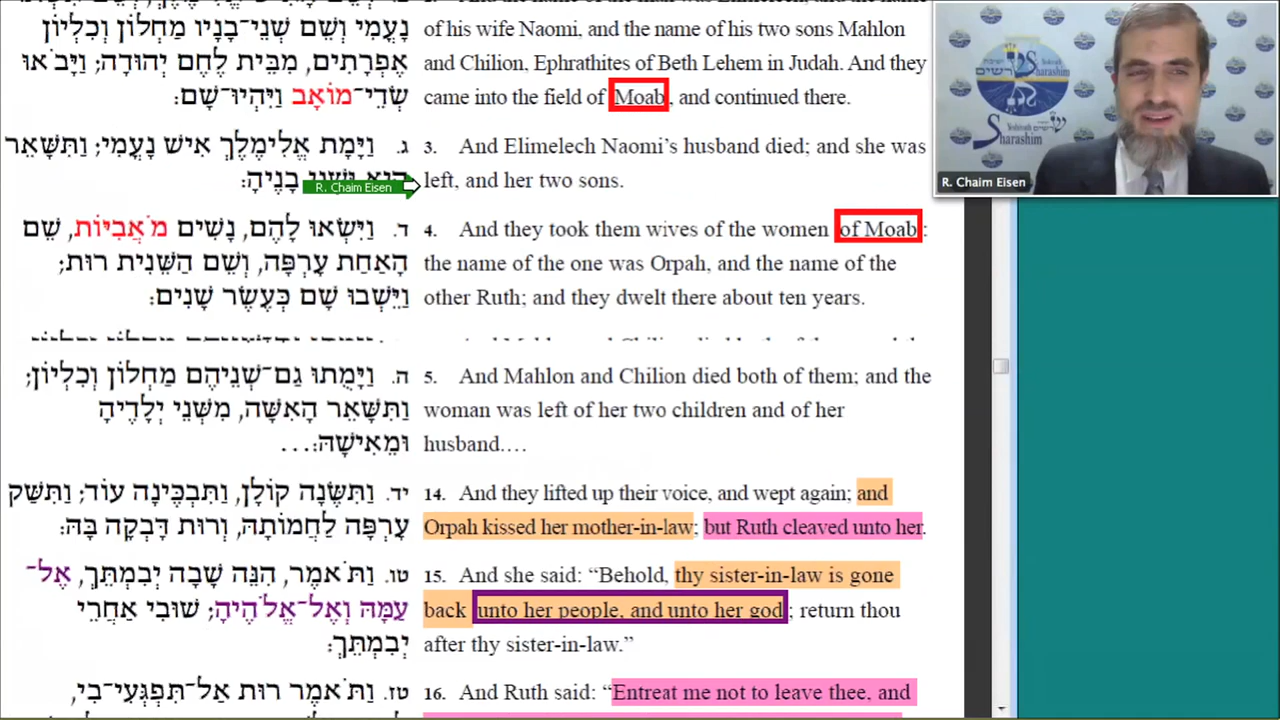 נָעֳמִי וְשֵׁם שְׁנֵי־בָנָיו מַחְלוֹן וְכִלְיוֹן
אֶפְרָתִים, מִבֵּית לֶחֶם יְהוּדָה; וַיָּבֹאוּ
שְׂדֵי־מוֹאָב וַיִּהְיוּ־שָׁם:
of his wife Naomi, and the name of his two sons Mahlon
and Chilion, Ephrathites of Beth Lehem in Judah. And they
came into the field of Moab, and continued there.
ג. וַיָּמָת אֱלִימֶלֶךְ אִישׁ נָעֳמִי; וַתִּשָּׁאֵר
בָנֶיהָ:
R. Chaim Eisen
3. And Elimelech Naomi's husband died; and she was
left, and her two sons.
ד. וַיִּשְׂאוּ לָהֶם, נָשִׁים מֹאֲבִיּוֹת, שֵׁם
הָאַחַת עָרְפָּה, וְשֵׁם הַשֵּׁנִית רוּת;
וַיֵּשְׁבוּ שָׁם כְּעֶשֶׂר שָׁנִים:
4. And they took them wives of the women of Moab:
the name of the one was Orpah, and the name of the
other Ruth; and they dwelt there about ten years.
ה. וַיָּמֻתוּ גַם־שְׁנֵיהֶם מַחְלוֹן וְכִלְיוֹן;
וַתִּשָּׁאֵר הָאִשָּׁה, מִשְּׁנֵי יְלָדֶיהָ
וּמֵאִישָׁהּ:…
5. And Mahlon and Chilion died both of them; and the
woman was left of her two children and of her
husband….
יד. וַתִּשֶּׂנָה קוֹלָן, וַתִּבְכֶּינָה עוֹד; וַתִּשַּׁק
עָרְפָּה לַחֲמוֹתָהּ, וְרוּת דָּבְקָה בָּהּ:
14. And they lifted up their voice, and wept again; and
Orpah kissed her mother-in-law; but Ruth cleaved unto her.
טו. וַתֹּאמֶר, הִנֵּה שָׁבָה יְבִמְתֵּךְ, אֶל־
עַמָּהּ וְאֶל־אֱלֹהֶיהָ; שׁוּבִי אַחֲרֵי
יְבִמְתֵּךְ:
15. And she said: “Behold, thy sister-in-law is gone
back unto her people, and unto her god; return thou
after thy sister-in-law.”
טז. וַתֹּאמֶר רוּת אַל־תִּפְגְּעִי־בִי,
16. And Ruth said: “Entreat me not to leave thee, and
Yeshivath
Sharashim
ישיבת
שרשים
R. Chaim Eisen